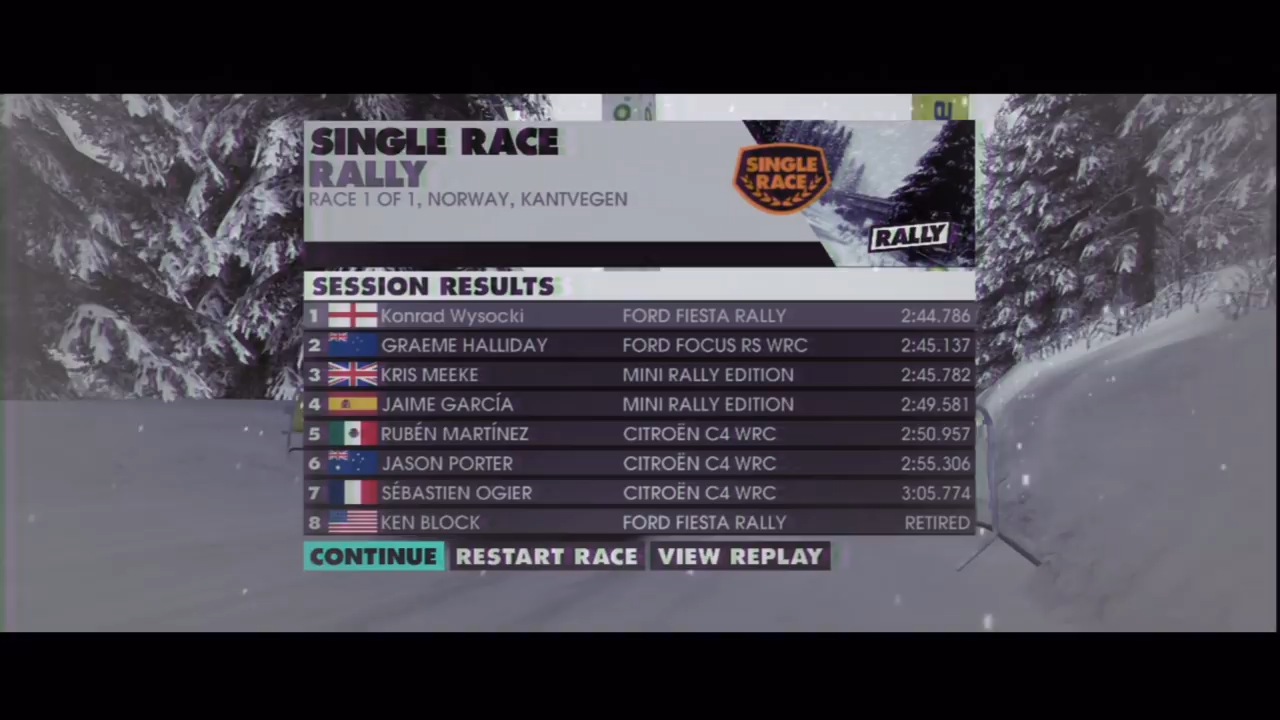 SINGLE RACE
RALLY
RACE 1 OF 1, NORWAY, KANTVEGEN
SINGLE
RACE
RALLY
SESSION RESULTS
1 Konrad Wysocki FORD FIESTA RALLY 2:44.786
2 GRAEME HALLIDAY FORD FOCUS RS WRC 2:45.137
3 KRIS MEEKE MINI RALLY EDITION 2:45.782
4 JAIME GARCÍA MINI RALLY EDITION 2:49.581
5 RUBÉN MARTÍNEZ CITROËN C4 WRC 2:50.957
6 JASON PORTER CITROËN C4 WRC 2:55.306
7 SÉBASTIEN OGIER CITROËN C4 WRC 3:05.774
8 KEN BLOCK FORD FIESTA RALLY RETIRED
CONTINUE RESTART RACE VIEW REPLAY